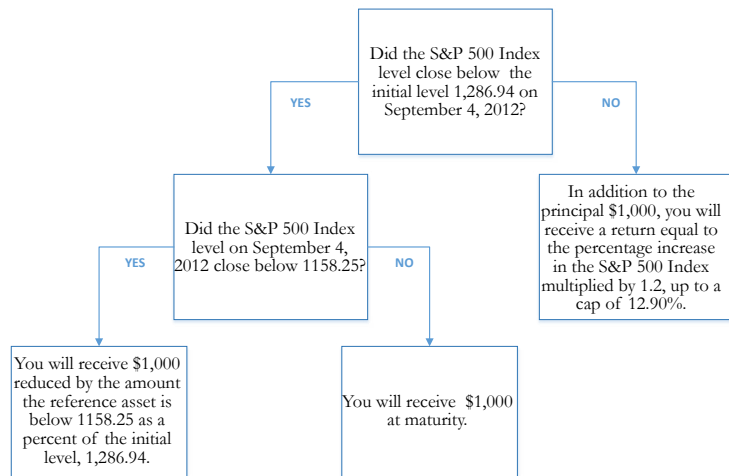 Did the S&P 500 Index
level close below the
initial level 1,286.94 on
September 4, 2012?
YES
NO
Did the S&P 500 Index
level on September 4,
2012 close below 1158.25?
In addition to the
principal $1,000, you will
receive a return equal to
the percentage increase
in the S&P 500 Index
multiplied by 1.2, up to a
cap of 12.90%.
YES
NO
You will receive $1,000
reduced by the amount
the reference asset is
below 1158.25 as a
percent of the initial
level, 1,286.94.
You will receive $1,000
at maturity.